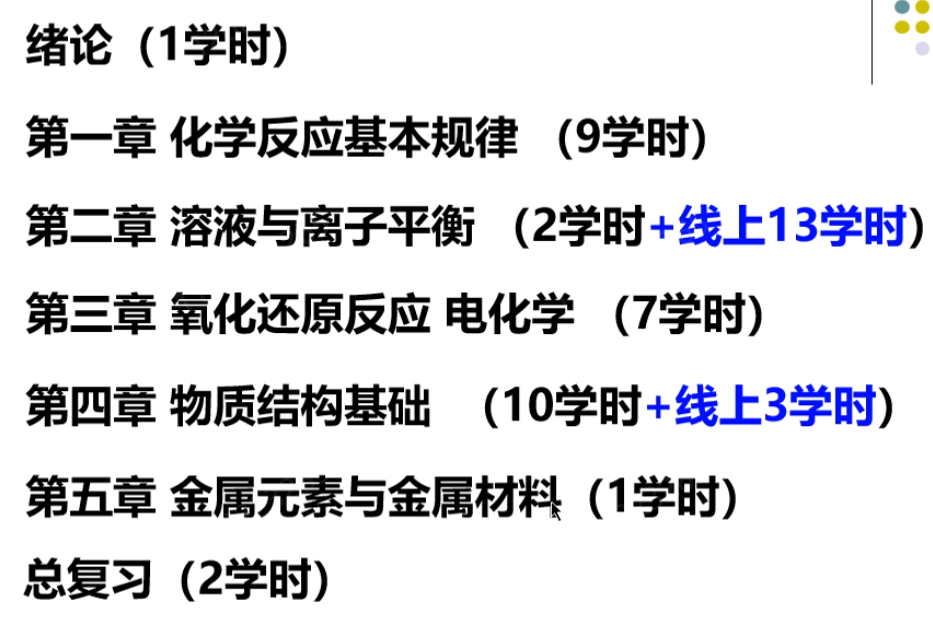 绪论（1学时）
第一章 化学反应基本规律 （9学时）
第二章 溶液与离子平衡 （2学时+线上13学时）
第三章 氧化还原反应 电化学 （7学时）
第四章 物质结构基础 （10学时+线上3学时）
第五章 金属元素与金属材料（1学时）
总复习（2学时）